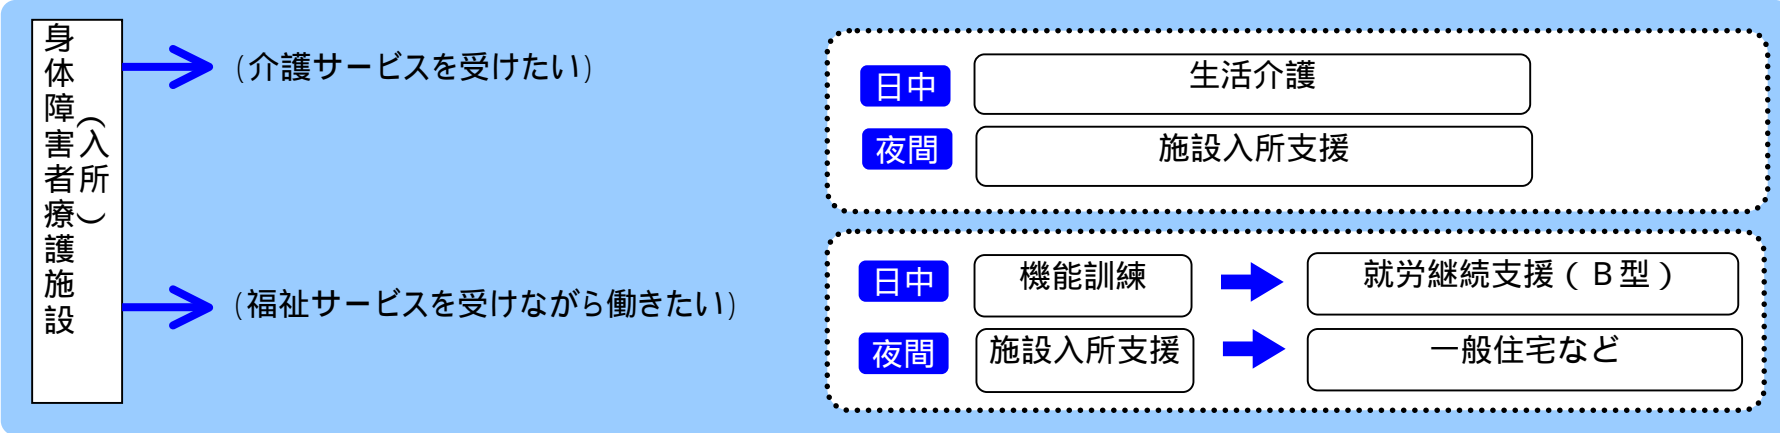 身体障害者療護施設
(入所)
(介護サービスを受けたい)
日中
生活介護
夜間
施設入所支援
(福祉サービスを受けながら働きたい)
日中
機能訓練
就労継続支援(B型)
夜間
施設入所支援
一般住宅など